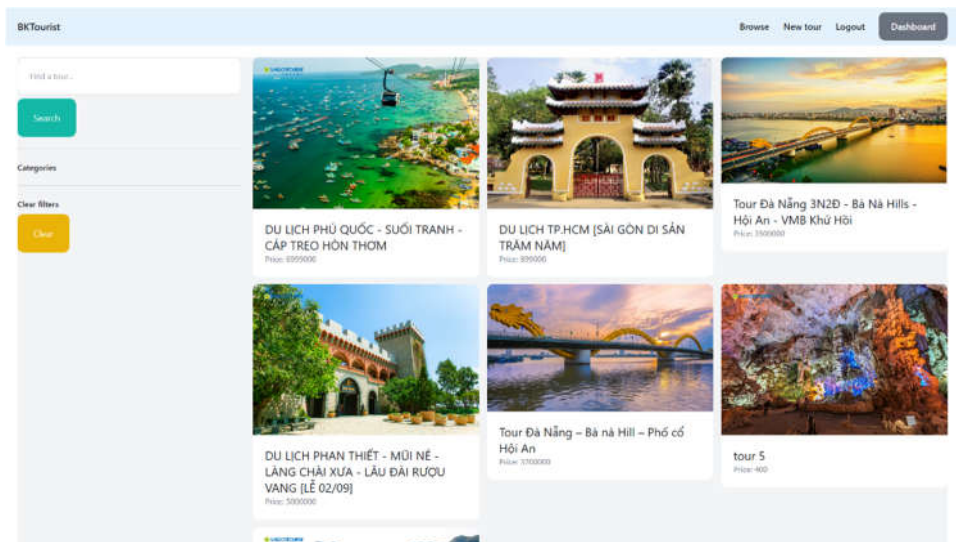 BKTourist
Browse
New tour
Logout
Dashboard
Find a tour..
Search
Categories
Clear filters
Clear
DU LỊCH PHÚ QUỐC - SUỐI TRANH -
CÁP TREO HÒN THƠM
Price: 6999000
DU LỊCH TP.HCM [SÀI GÒN DI SẢN
TRĂM NĂM]
Price: 899000
Tour Đà Nẵng 3N2Đ - Bà Nà Hills -
Hội An - VMB Khứ Hồi
Price: 3900000
DU LỊCH PHAN THIẾT - MŨI NÉ -
LÀNG CHÀI XƯA - LÂU ĐÀI RƯỢU
VANG [LỄ 02/09]
Price: 5000000
Tour Đà Nẵng – Bà nà Hill – Phố cổ
Hội An
Price: 3200000
tour 5
Price: 400